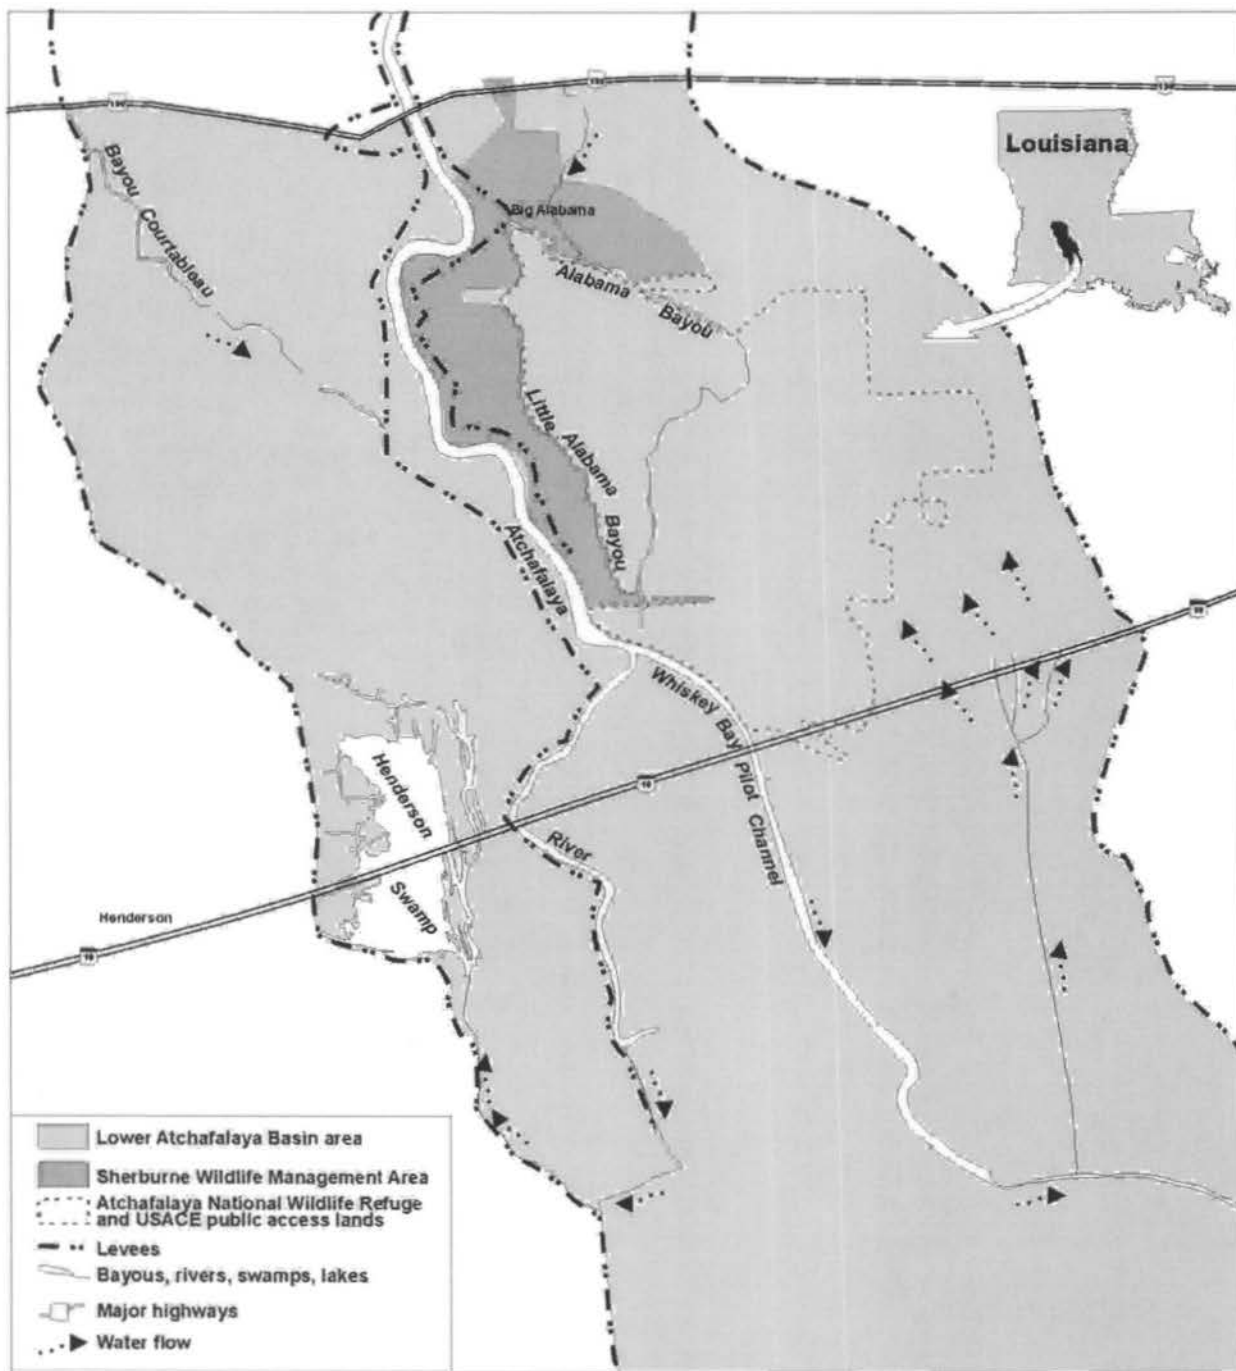 Louisiana
Bayou Courtableau
Big Alabama
Alabama Bayou
Little Alabama Bayou
Atchafalaya
Whiskey Bay Pilot Channel
Henderson Swamp
River
Henderson
10
Lower Atchafalaya Basin area
Sherburne Wildlife Management Area
Atchafalaya National Wildlife Refuge
and USACE public access lands
Levees
Bayous, rivers, swamps, lakes
Major highways
Water flow